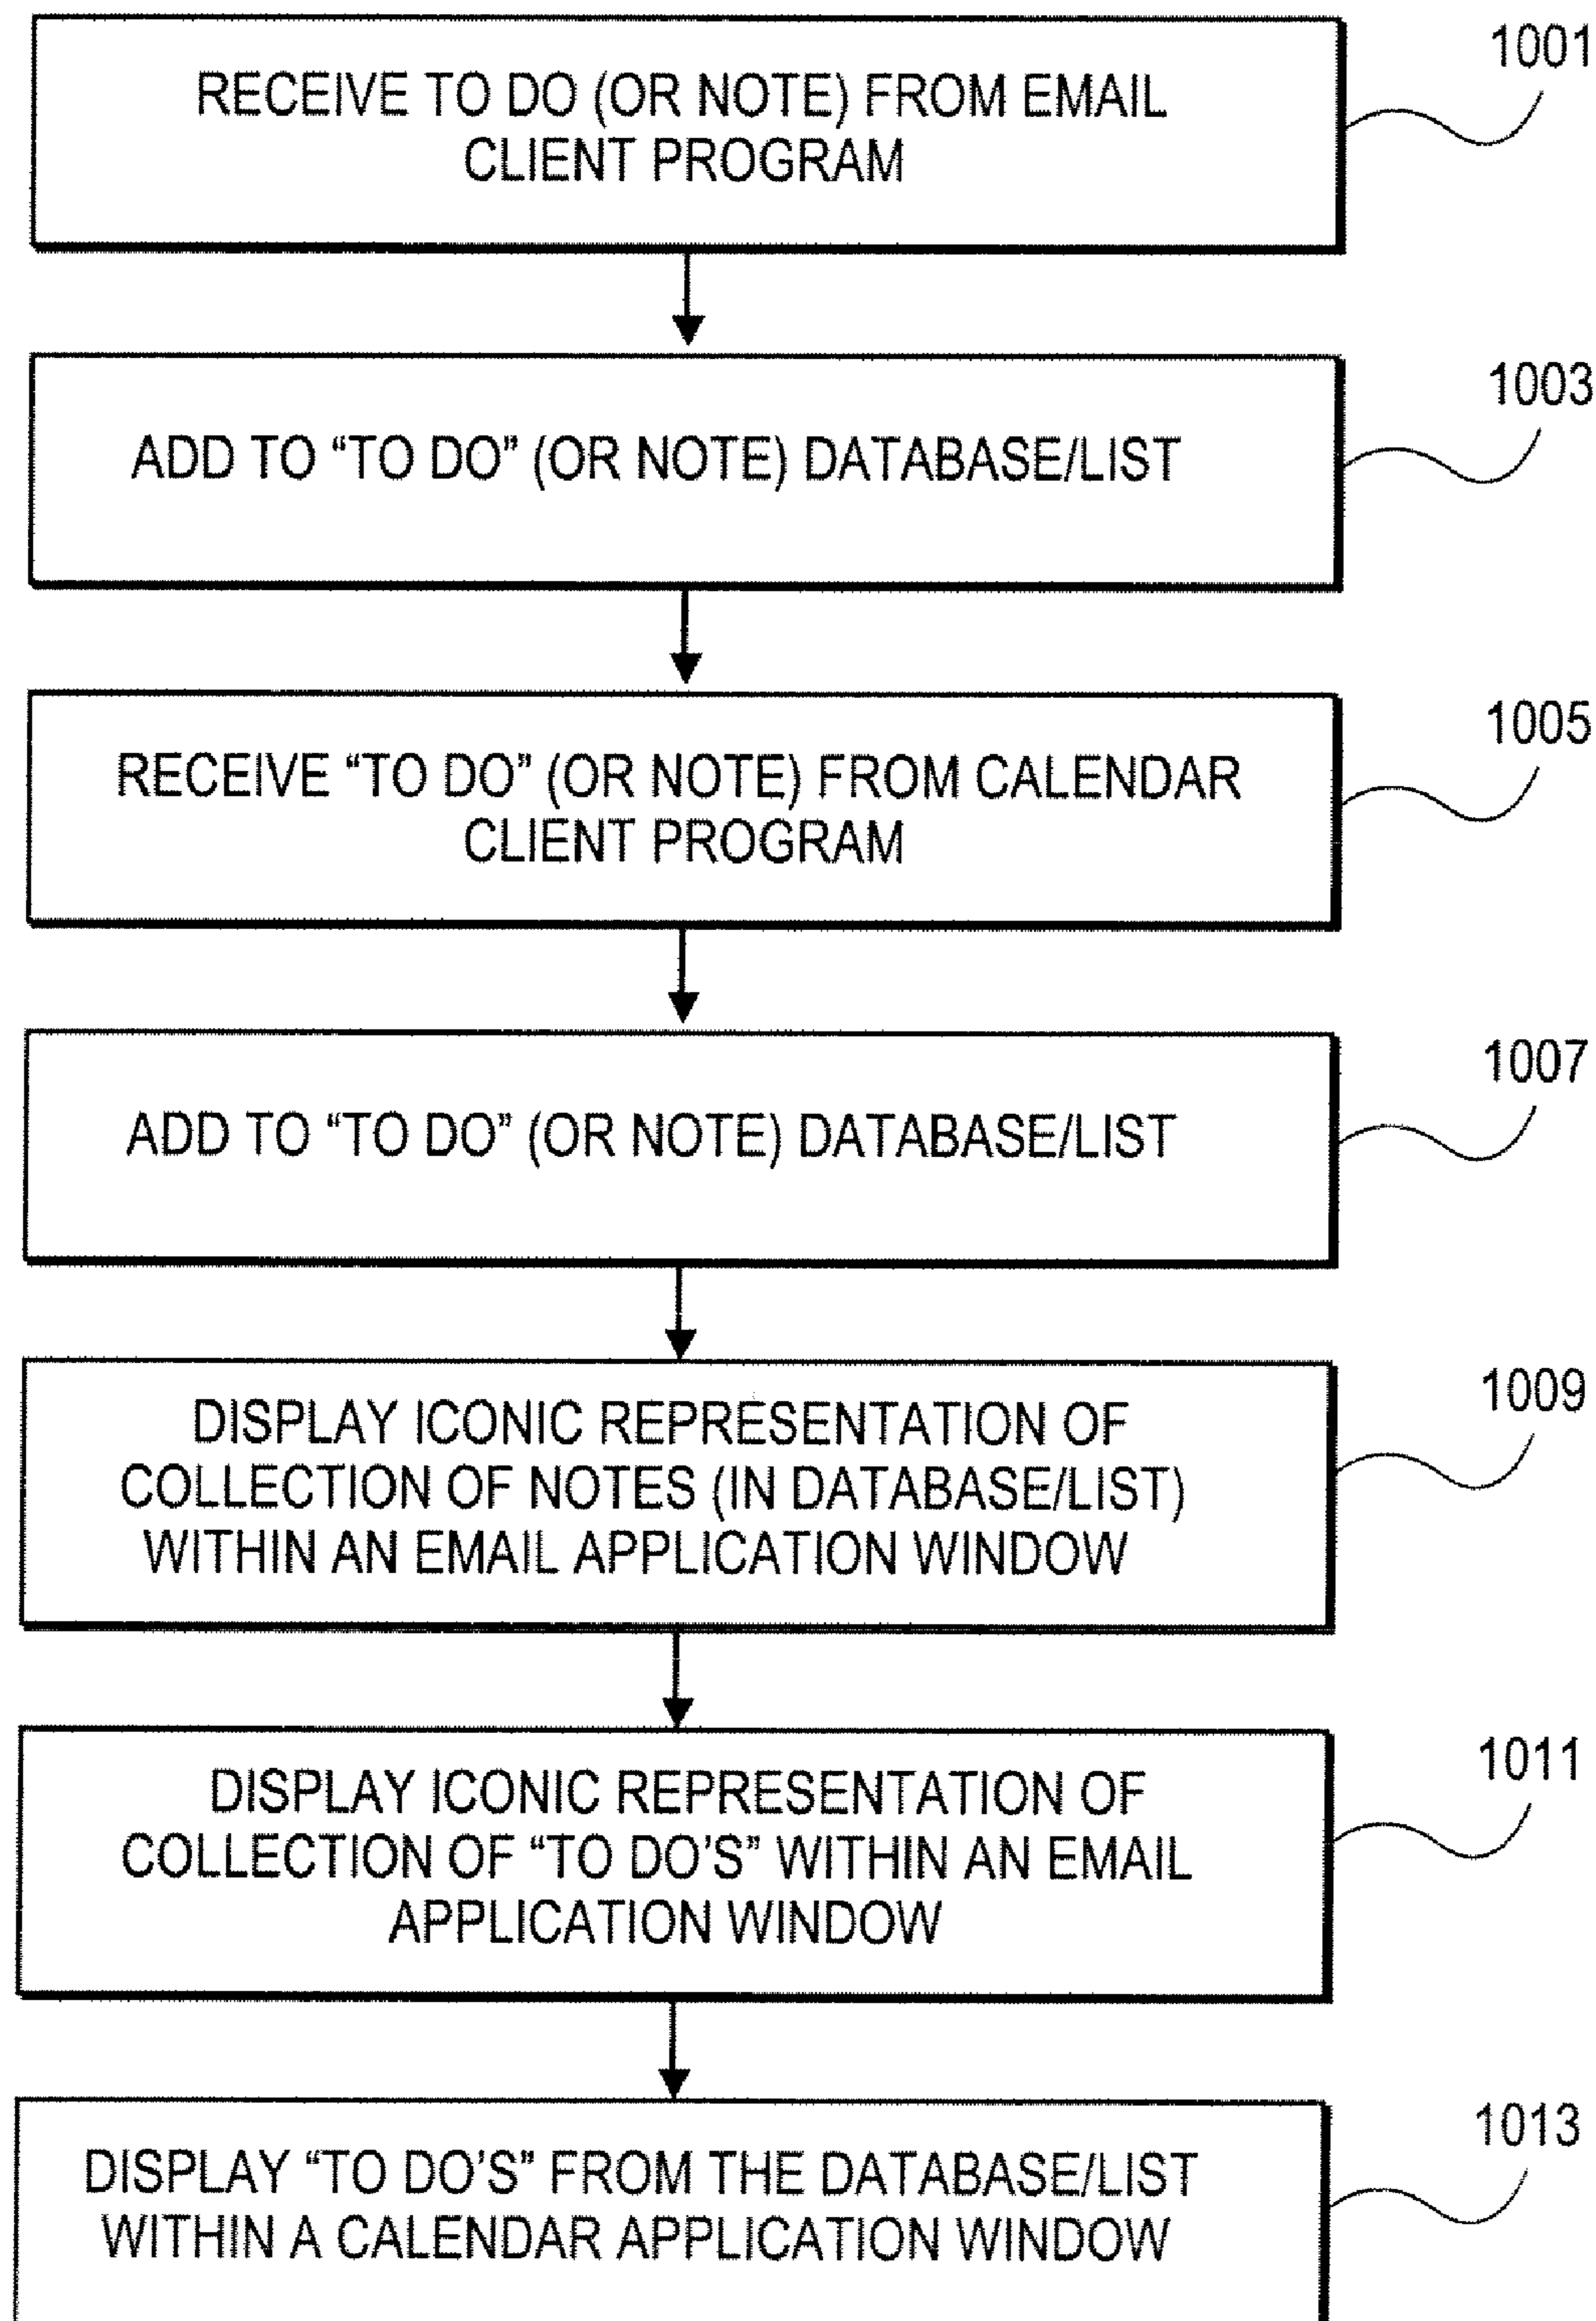 1001
RECEIVE TO DO (OR NOTE) FROM EMAIL
CLIENT PROGRAM
1003
ADD TO “TO DO” (OR NOTE) DATABASE/LIST
1005
RECEIVE “TO DO” (OR NOTE) FROM CALENDAR
CLIENT PROGRAM
1007
ADD TO “TO DO” (OR NOTE) DATABASE/LIST
1009
DISPLAY ICONIC REPRESENTATION OF
COLLECTION OF NOTES (IN DATABASE/LIST)
WITHIN AN EMAIL APPLICATION WINDOW
1011
DISPLAY ICONIC REPRESENTATION OF
COLLECTION OF “TO DO’S” WITHIN AN EMAIL
APPLICATION WINDOW
1013
DISPLAY “TO DO’S” FROM THE DATABASE/LIST
WITHIN A CALENDAR APPLICATION WINDOW